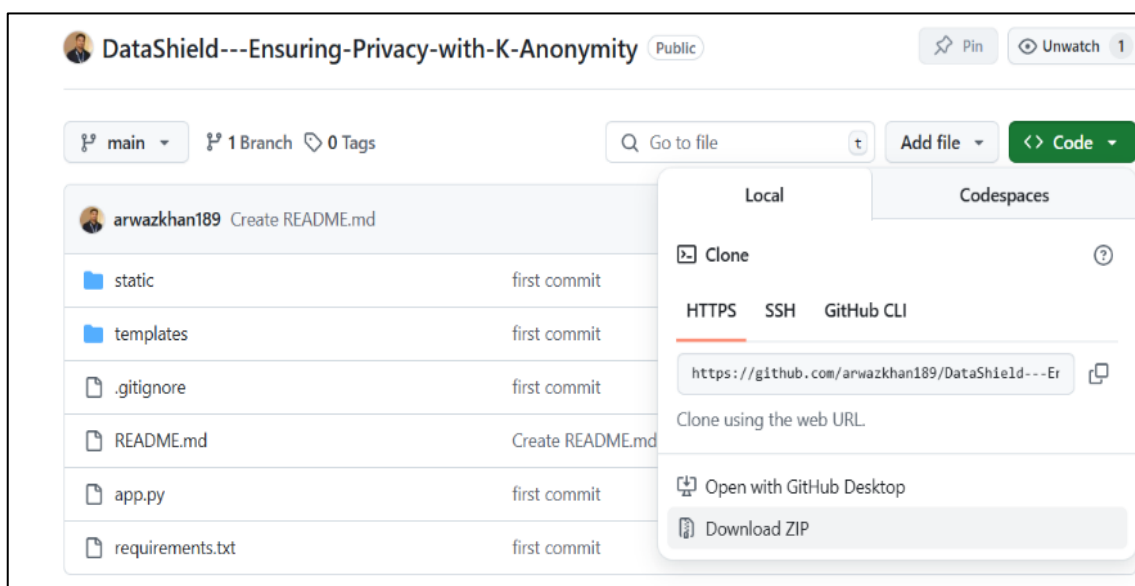 DataShield---Ensuring-Privacy-with-K-Anonymity Public Pin Unwatch 1
main 1 Branch 0 Tags Go to file t Add file <> Code
arwazkhan189 Create README.md
static first commit
templates first commit
.gitignore first commit
README.md Create README.md
app.py first commit
requirements.txt first commit
Local Codespaces
Clone
HTTPS SSH GitHub CLI
https://github.com/arwazkhan189/DataShield---Er
Clone using the web URL.
Open with GitHub Desktop
Download ZIP